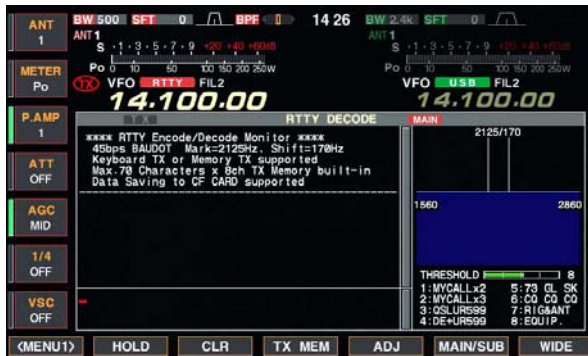 ANT 1 BW 500 SFT 0 BPF 14 26 BW 2.4k SFT 0
ANT1 ANT1
S 1 3 5 7 9 +20 +40 +60dB S 1 3 5 7 9 +20 +40 +60dB
METER Po
Po 0 10 50 100 150 200 250W Po 0 10 50 100 150 200 250W
TX VFO RTTY FIL2 VFO USB FIL2
14.100.00 14.100.00
P.AMP 1
TX RTTY DECODE MAIN
**** RTTY Encode/Decode Monitor ****
45bps BAUDOT Mark=2125Hz. Shift=170Hz
Keyboard TX or Memory TX supported
Max.70 Characters x 8ch TX Memory built-in
Data Saving to CF CARD supported
2125/170
1560 2860
ATT OFF
AGC MID
1/4 OFF
VSC OFF
THRESHOLD 8
1:MYCALLx2 5:73 GL SK
2:MYCALLx3 6:CQ CQ CQ
3:QSLUR599 7:RIG&ANT
4:DE+UR599 8:EQUIP.
<MENU1> HOLD CLR TX MEM ADJ MAIN/SUB WIDE